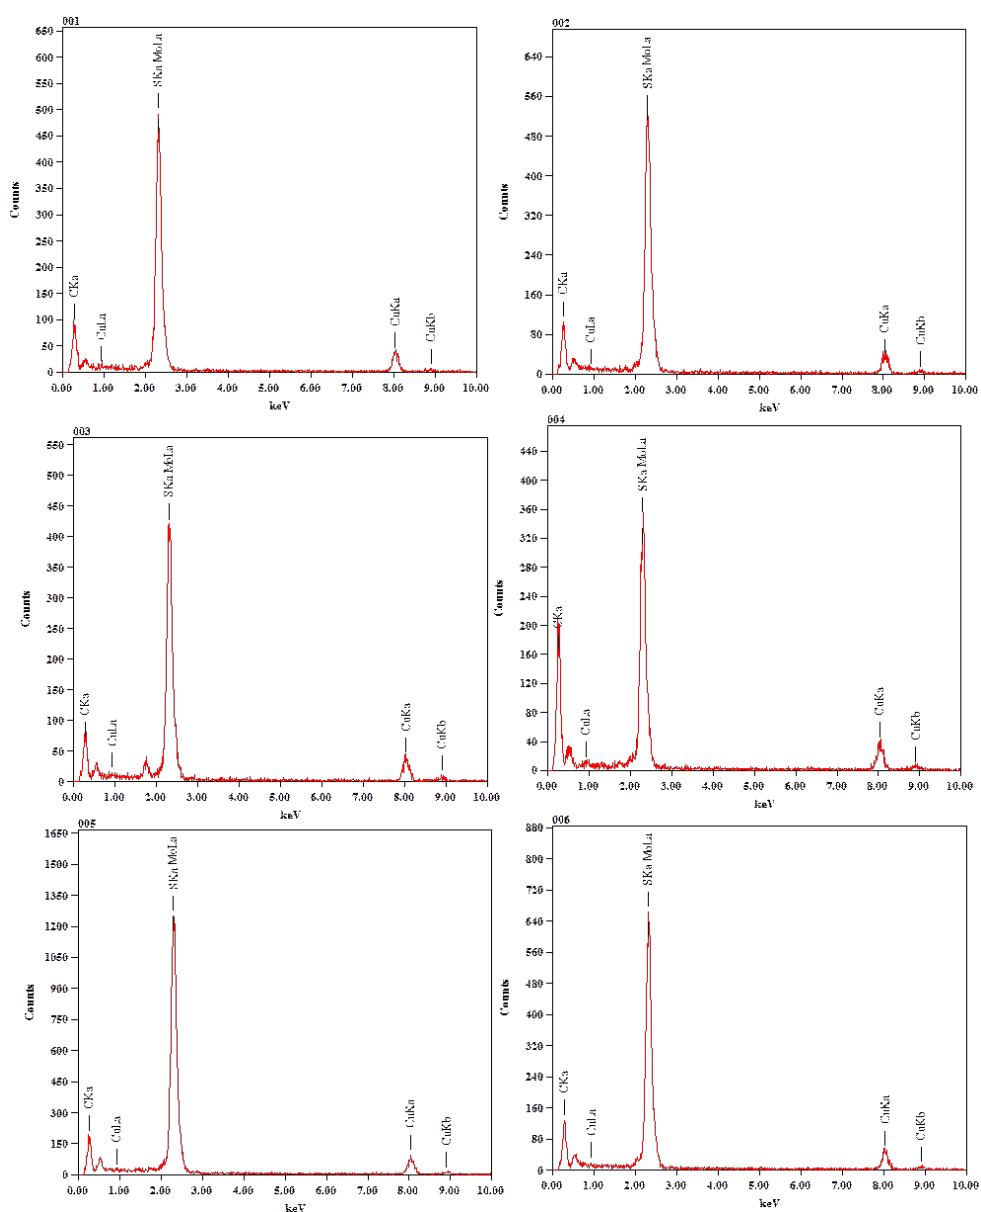 001
650
600
550
500
450
400
350
300
250
200
150
100
50
0
Counts
CKa
CuLa
SKa MoLa
CuKa
CuKb
0.00 1.00 2.00 3.00 4.00 5.00 6.00 7.00 8.00 9.00 10.00
keV
002
640
560
480
400
320
240
160
80
0
Counts
CKa
CuLa
SKa MoLa
CuKa
CuKb
0.00 1.00 2.00 3.00 4.00 5.00 6.00 7.00 8.00 9.00 10.00
keV
003
550
500
450
400
350
300
250
200
150
100
50
0
Counts
CKa
CuLa
SKa MoLa
CuKa
CuKb
0.00 1.00 2.00 3.00 4.00 5.00 6.00 7.00 8.00 9.00 10.00
keV
004
440
400
360
320
280
240
200
160
120
80
40
0
Counts
CKa
CuLa
SKa MoLa
CuKa
CuKb
0.00 1.00 2.00 3.00 4.00 5.00 6.00 7.00 8.00 9.00 10.00
keV
005
1650
1500
1350
1200
1050
900
750
600
450
300
150
0
Counts
CKa
CuLa
SKa MoLa
CuKa
CuKb
0.00 1.00 2.00 3.00 4.00 5.00 6.00 7.00 8.00 9.00 10.00
keV
006
880
800
720
640
560
480
400
320
240
160
80
0
Counts
CKa
CuLa
SKa MoLa
CuKa
CuKb
0.00 1.00 2.00 3.00 4.00 5.00 6.00 7.00 8.00 9.00 10.00
keV